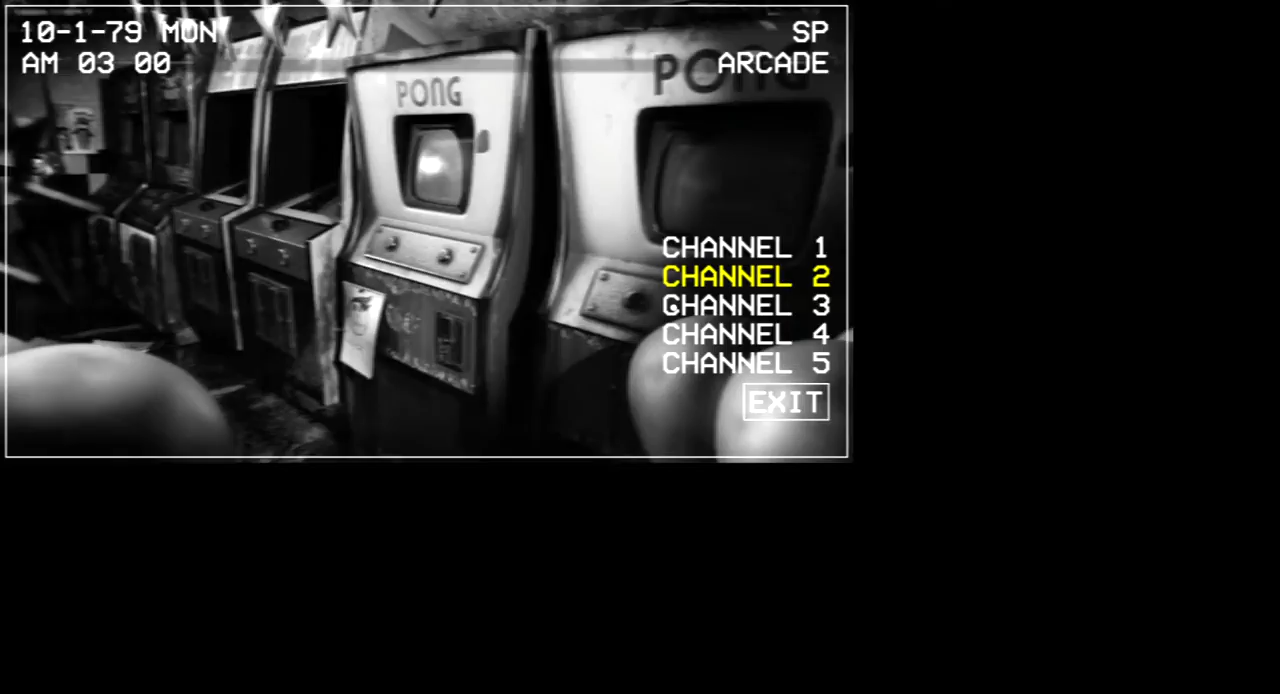 10-1-79 MON
AM 03 00
SP
ARCADE
PONG
PONG
CHANNEL 1
CHANNEL 2
CHANNEL 3
CHANNEL 4
CHANNEL 5
EXIT